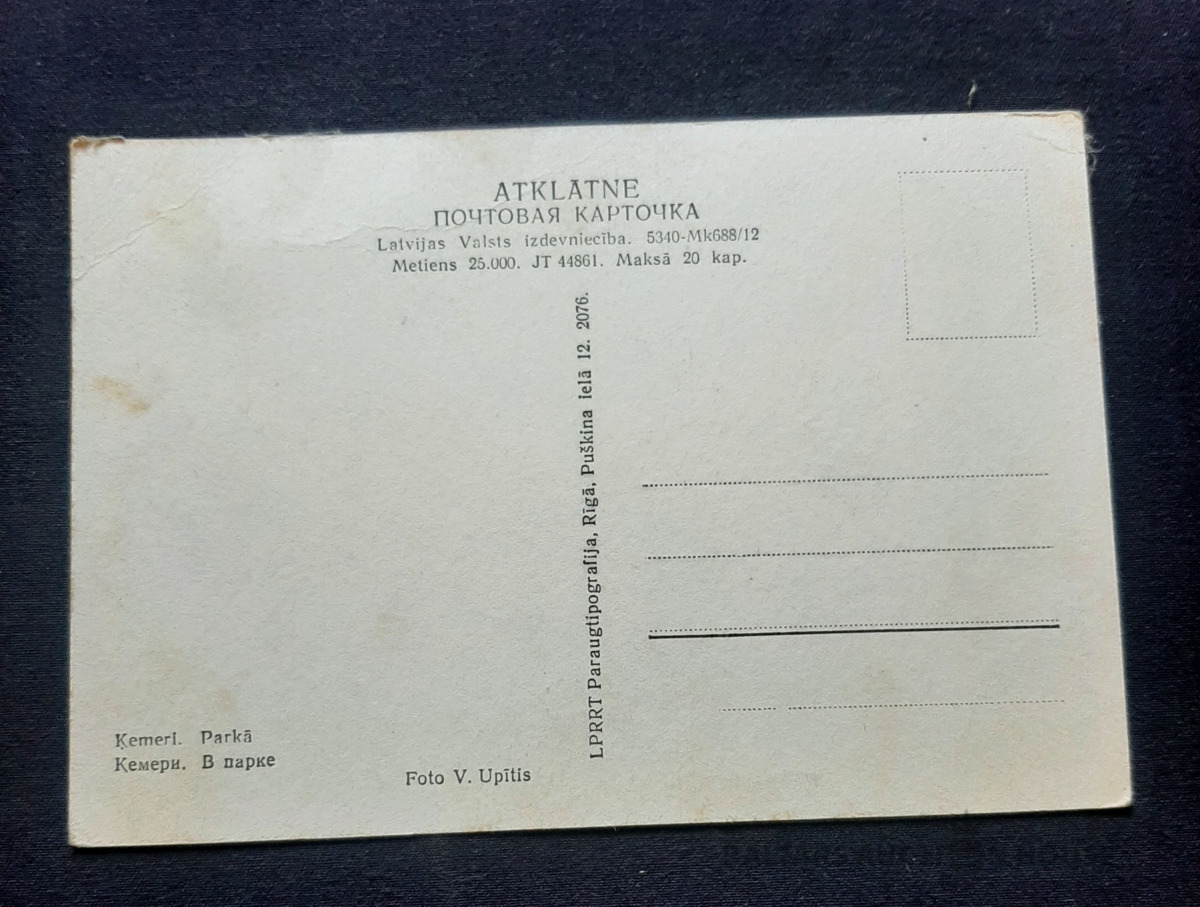 ATKLĀTNE
ПОЧТОВАЯ КАРТОЧКА
Latvijas Valsts izdevniecība. 5340-Mk688/12
Metiens 25.000. JT 44861. Maksā 20 kap.
LPRRT Paraugtipografija, Rīgā, Puškina ielā 12. 2076.
Ķemeri. Parkā
Кемери. В парке
Foto V. Upītis